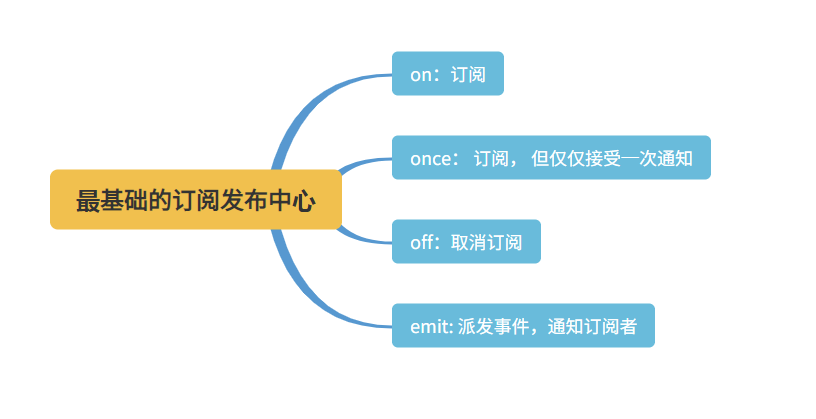 最基础的订阅发布中心
on：订阅
once： 订阅， 但仅仅接受一次通知
off：取消订阅
emit: 派发事件，通知订阅者